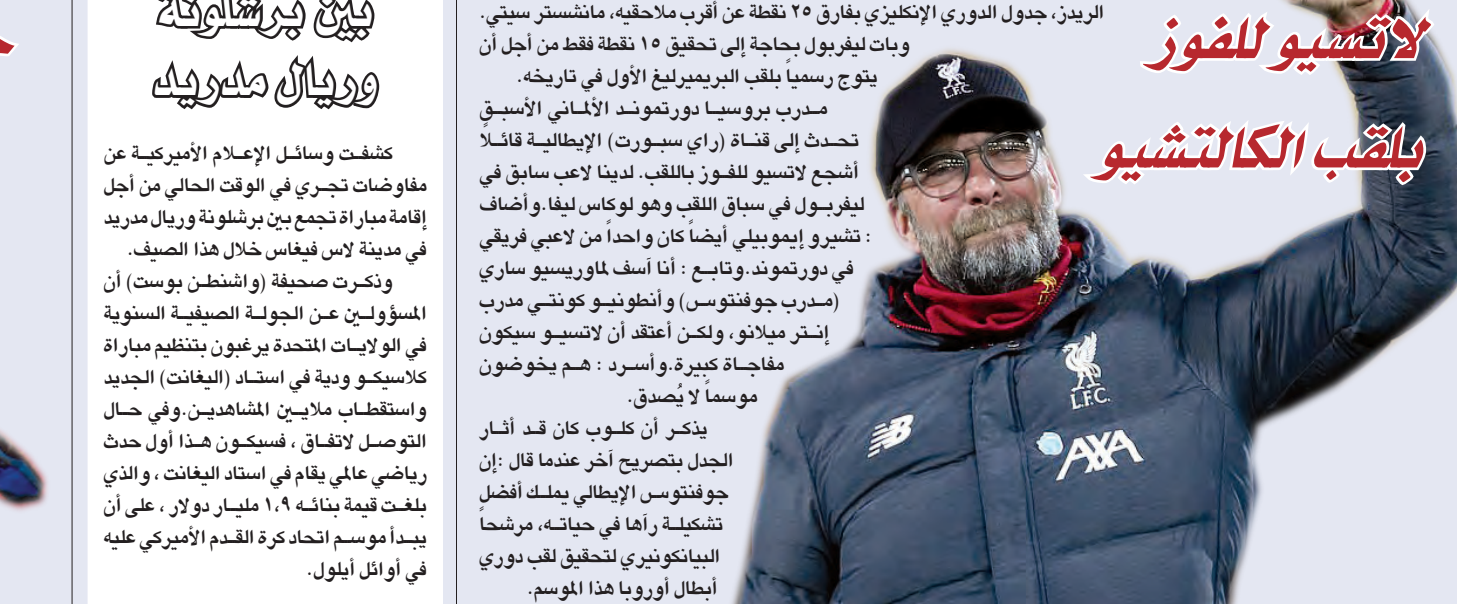 لاتسيو للفوز
بلقب الكالتشيو
الريدز، جدول الدوري الإنكليزي بفارق ٢٥ نقطة عن أقرب ملاحقيه، مانشستر سيتي.
وبات ليفربول بحاجة إلى تحقيق ١٥ نقطة فقط من أجل أن
يتوج رسمياً بلقب البريميرليغ الأول في تاريخه.
مدرب بروسيا دورتموند الألماني الأسبق
تحدث إلى قناة (راي سبورت) الإيطالية قائلاً
أشجع لاتسيو للفوز باللقب. لدينا لاعب سابق في
ليفربول في سباق اللقب وهو لوكاس ليفا.وأضاف
: تشيرو إيموبيلي أيضاً كان واحداً من لاعبي فريقي
في دورتموند.وتابع : أنا آسف لماوريسيو ساري
(مدرب جوفنتوس) وأنطونيو كونتي مدرب
إنتر ميلانو، ولكن أعتقد أن لاتسيو سيكون
مفاجاة كبيرة.وأسرد : هم يخوضون
موسماً لا يُصدق.
يذكر أن كلوب كان قد أثار
الجدل بتصريح آخر عندما قال :إن
جوفنتوس الإيطالي يملك أفضل
تشكيلة رآها في حياته، مرشحاً
البيانكونيري لتحقيق لقب دوري
أبطال أوروبا هذا الموسم.
L.F.C.
L.F.C.
AXA
بين برشلونة
وريال مدريد
كشفت وسائل الإعلام الأميركية عن
مفاوضات تجري في الوقت الحالي من أجل
إقامة مباراة تجمع بين برشلونة وريال مدريد
في مدينة لاس فيغاس خلال هذا الصيف.
وذكرت صحيفة (واشنطن بوست) أن
المسؤولين عن الجولة الصيفية السنوية
في الولايات المتحدة يرغبون بتنظيم مباراة
كلاسيكو ودية في استاد (اليغانت) الجديد
واستقطاب ملايين المشاهدين.وفي حال
التوصل لاتفاق ، فسيكون هذا أول حدث
رياضي عالمي يقام في استاد اليغانت ، والذي
بلغت قيمة بنائه ١،٩ مليار دولار ، على أن
يبدأ موسم اتحاد كرة القدم الأميركي عليه
في أوائل أيلول.